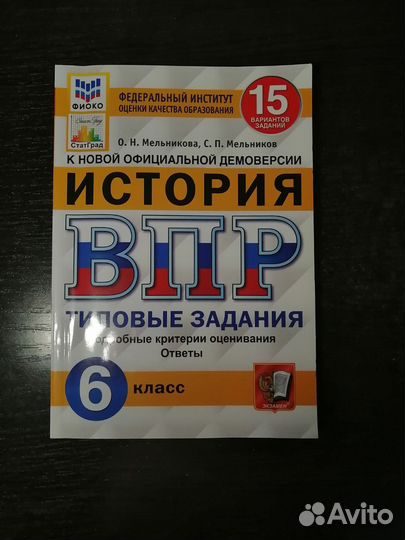 ФИОКО
СтатГрад
ФЕДЕРАЛЬНЫЙ ИНСТИТУТ
ОЦЕНКИ КАЧЕСТВА ОБРАЗОВАНИЯ
15
ВАРИАНТОВ
ЗАДАНИЙ
О. Н. Мельникова, С. П. Мельников
К НОВОЙ ОФИЦИАЛЬНОЙ ДЕМОВЕРСИИ
ИСТОРИЯ
ВПР
ТИПОВЫЕ ЗАДАНИЯ
Подробные критерии оценивания
Ответы
6 КЛАСС
ЭКЗАМЕН
Avito